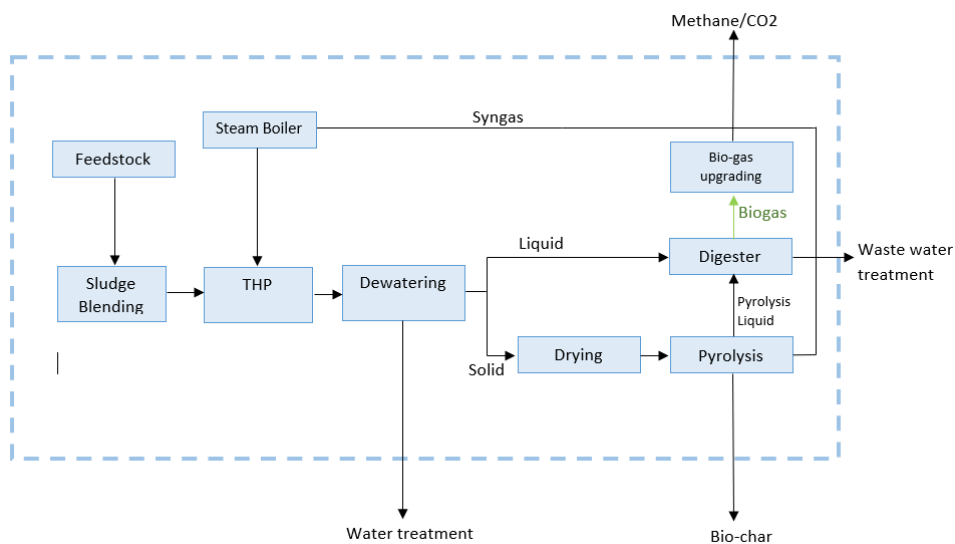 Methane/CO2
Steam Boiler
Syngas
Feedstock
Bio-gas
upgrading
Biogas
Liquid
Digester
Waste water
treatment
Sludge
Blending
THP
Dewatering
Pyrolysis
Liquid
Drying
Pyrolysis
Solid
Water treatment
Bio-char